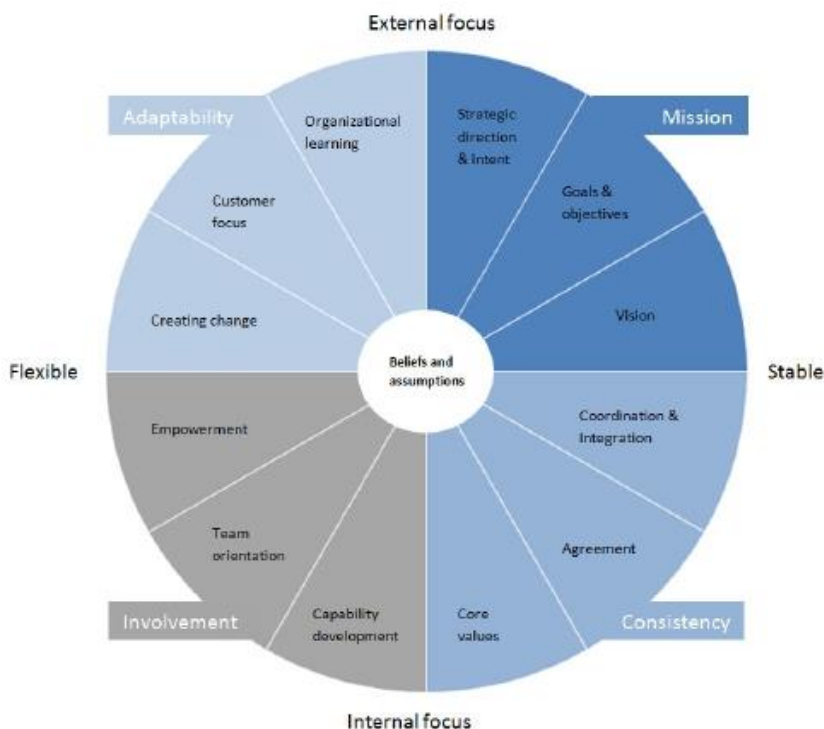 External focus
Adaptability
Mission
Organizational
learning
Strategic
direction
& intent
Customer
focus
Goals &
objectives
Creating change
Vision
Flexible
Beliefs and
assumptions
Stable
Empowerment
Coordination &
Integration
Team
orientation
Agreement
Involvement
Capability
development
Core
values
Consistency
Internal focus